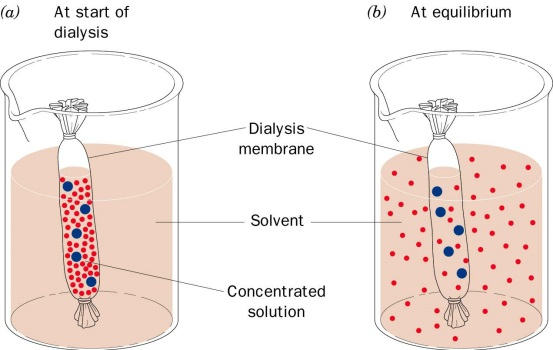 (a) At start of
dialysis
(b) At equilibrium
Dialysis
membrane
Solvent
Concentrated
solution